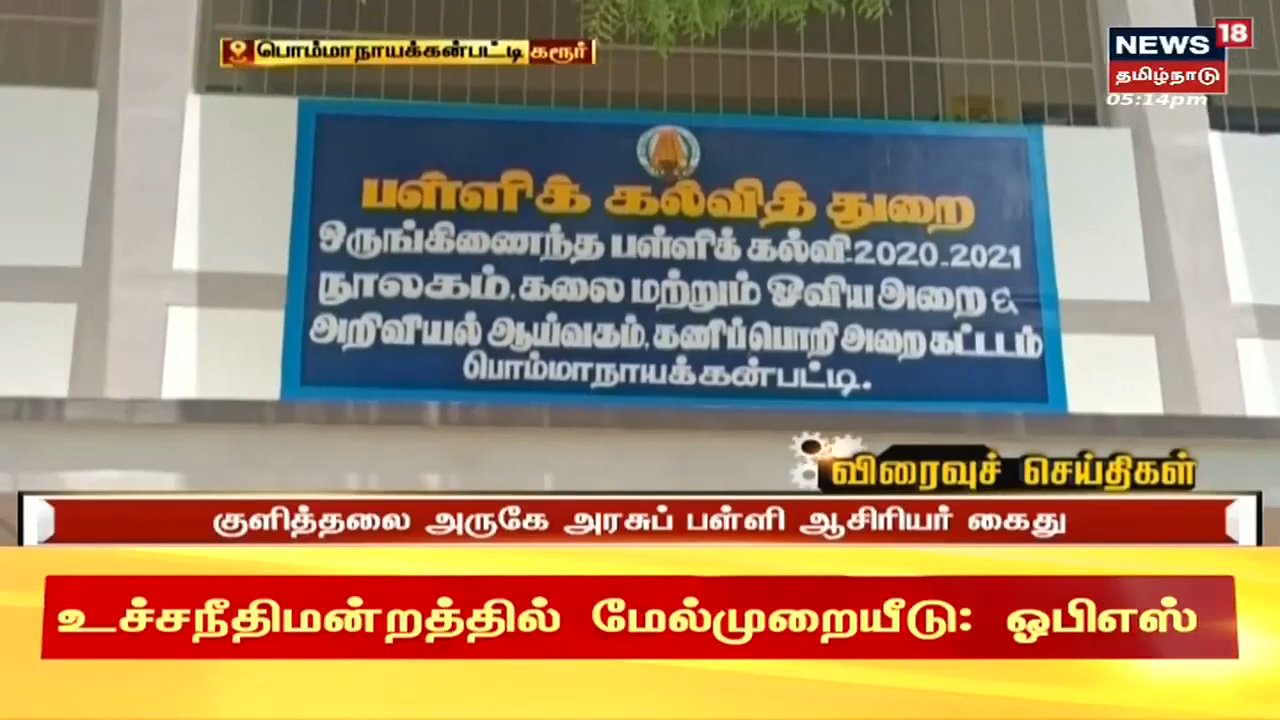 பொம்மாநாயக்கன்பட்டி கரூர்
NEWS 18
தமிழ்நாடு
05:14pm
பள்ளிக் கல்வித் துறை
ஒருங்கிணைந்த பள்ளிக் கல்வி-2020-2021
நூலகம், கலை மற்றும் ஓவிய அறை &
அறிவியல் ஆய்வகம், கணிப்பொறி அறை கட்டடம்
பொம்மாநாயக்கன்பட்டி.
விரைவுச் செய்திகள்
குளித்தலை அருகே அரசுப் பள்ளி ஆசிரியர் கைது
உச்சநீதிமன்றத்தில் மேல்முறையீடு: ஓபிஎஸ்